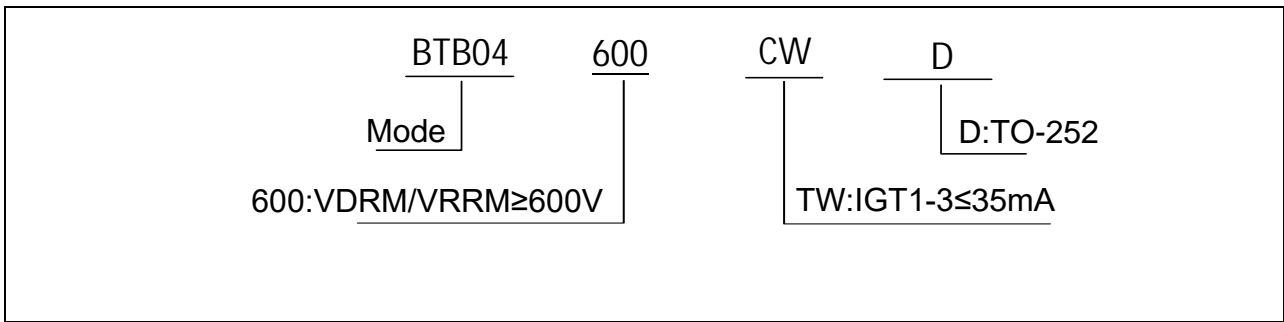 BTB04 600 CW D
Mode D:TO-252
600:VDRM/VRRM≥600V TW:IGT1-3≤35mA